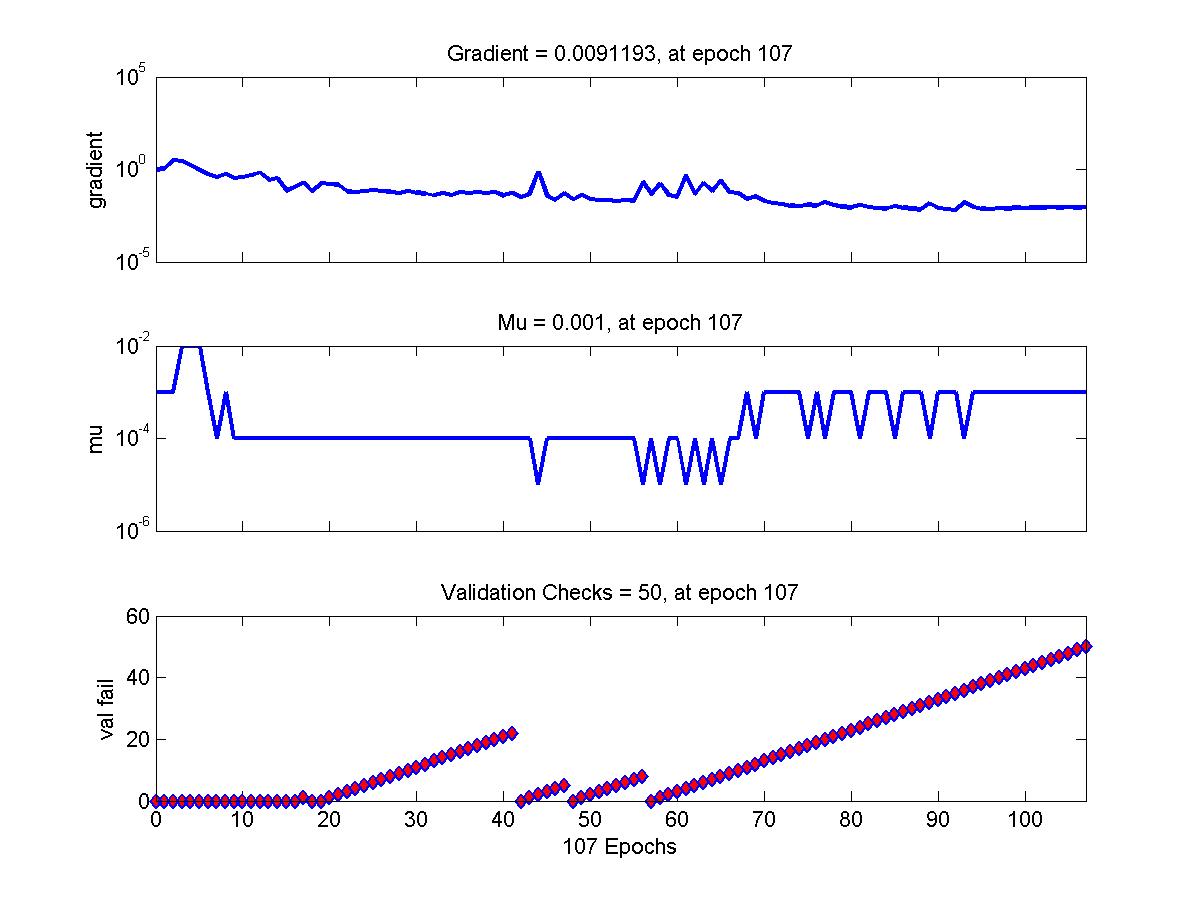 Gradient = 0.0091193, at epoch 107
10^5
10^0
10^-5
gradient
Mu = 0.001, at epoch 107
10^-2
10^-4
10^-6
mu
Validation Checks = 50, at epoch 107
60
40
20
0
val fail
0 10 20 30 40 50 60 70 80 90 100
107 Epochs